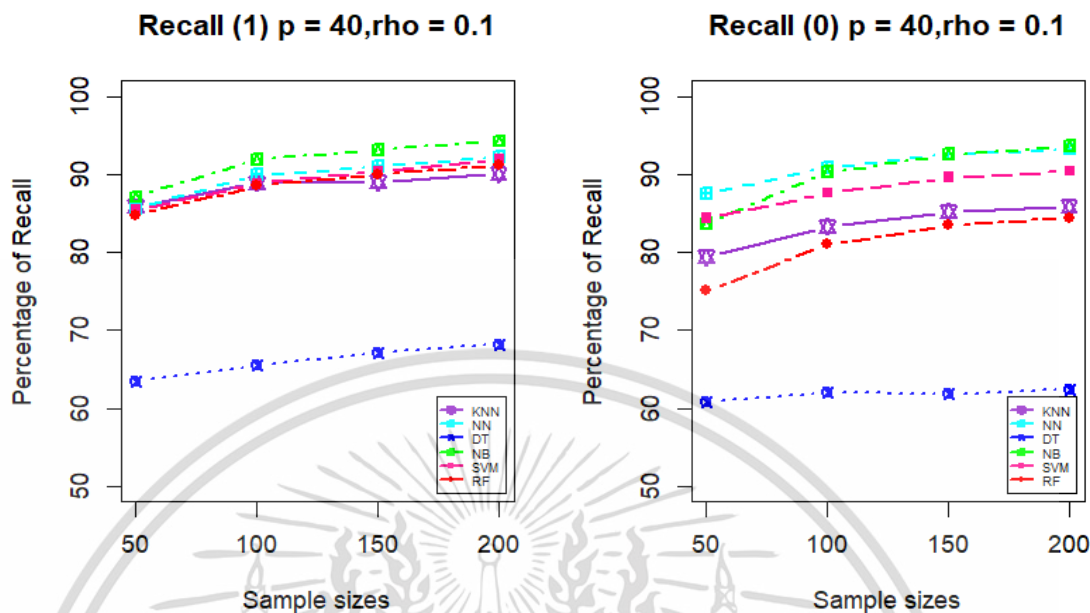 Recall (1) p = 40,rho = 0.1
Percentage of Recall
100
90
80
70
60
50
50 100 150 200
Sample sizes
KNN
NN
DT
NB
SVM
RF
Recall (0) p = 40,rho = 0.1
Percentage of Recall
100
90
80
70
60
50
50 100 150 200
Sample sizes
KNN
NN
DT
NB
SVM
RF